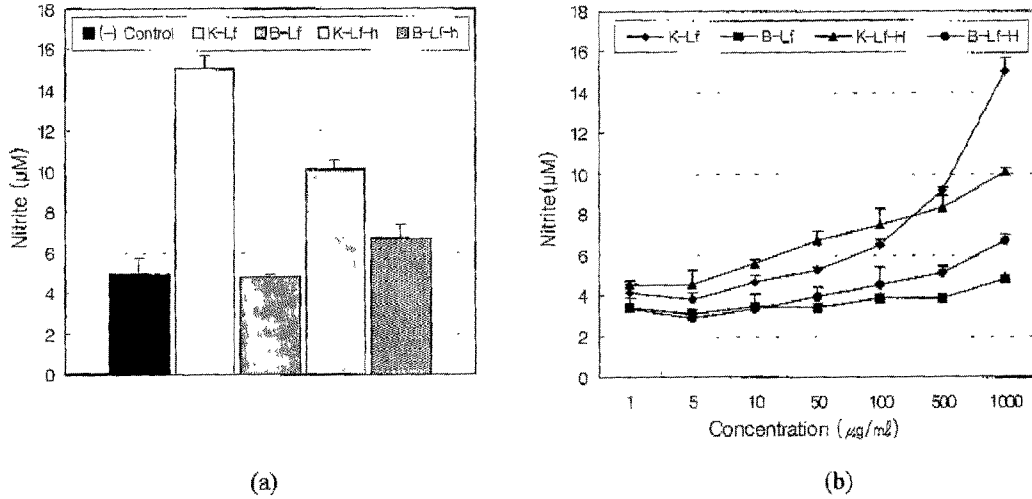 18
16
14
12
10
8
6
4
2
0
Nitrite (μM)
(-) Control K-Lf B-Lf K-Lf-h B-Lf-h
(a)
18
16
14
12
10
8
6
4
2
0
Nitrite (μM)
K-Lf B-Lf K-Lf-H B-Lf-H
1 5 10 50 100 500 1000
Concentration (μg/mℓ)
(b)